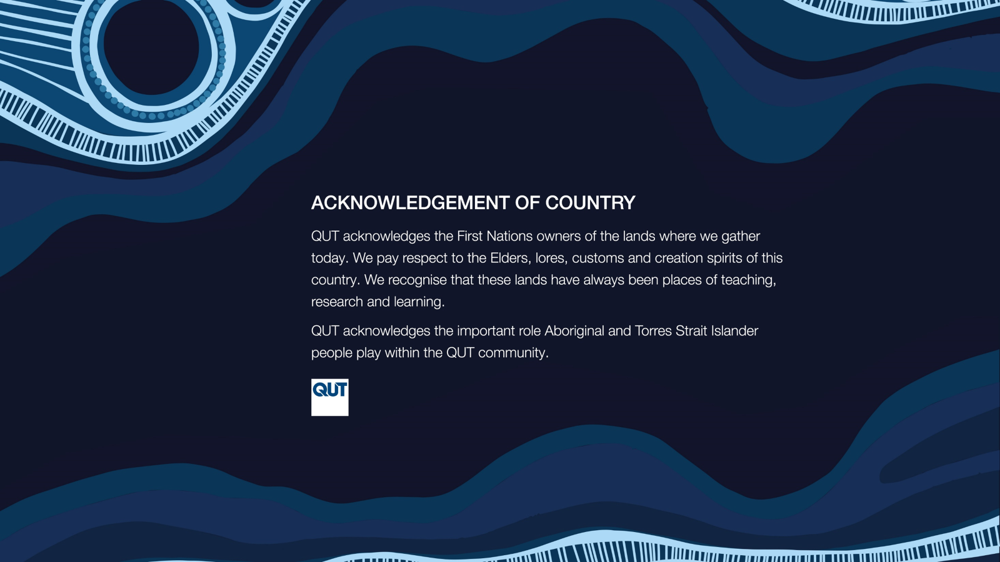 ACKNOWLEDGEMENT OF COUNTRY
QUT acknowledges the First Nations owners of the lands where we gather
today. We pay respect to the Elders, lores, customs and creation spirits of this
country. We recognise that these lands have always been places of teaching,
research and learning.
QUT acknowledges the important role Aboriginal and Torres Strait Islander
people play within the QUT community.
QUT